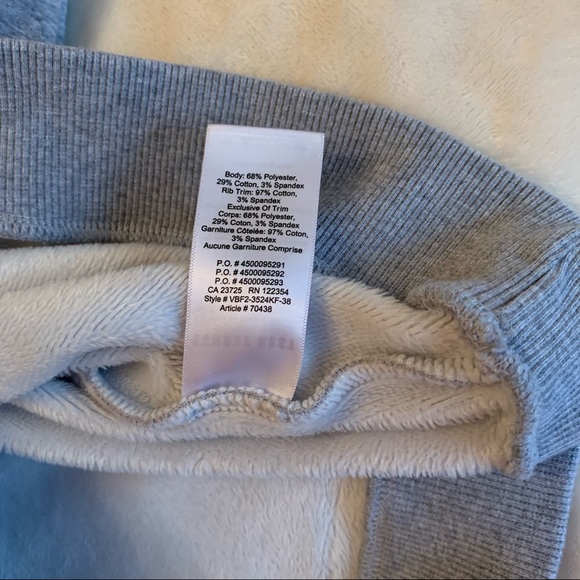 Body: 68% Polyester,
29% Cotton, 3% Spandex
Rib Trim: 97% Cotton,
3% Spandex
Exclusive Of Trim
Corps: 68% Polyester,
29% Coton, 3% Spandex
Garniture Côtelée: 97% Coton,
3% Spandex
Aucune Garniture Comprise
P.O. # 4500095291
P.O. # 4500095292
P.O. # 4500095293
CA 23725 RN 122354
Style # VBF2-3524KF-38
Article # 70438